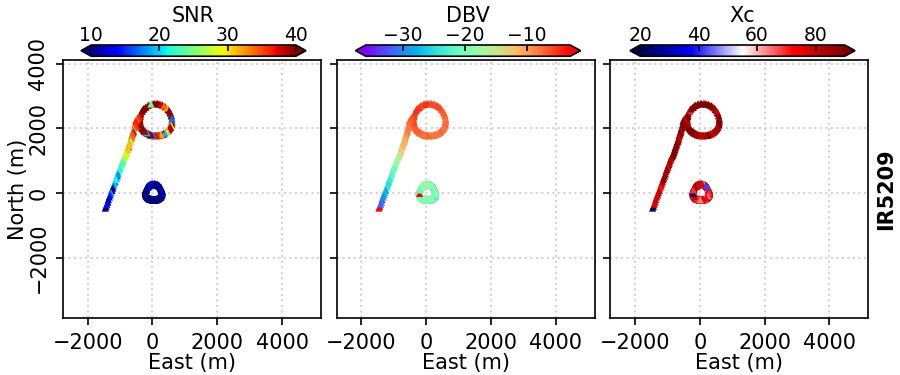 SNR
DBV
Xc
10 20 30 40
−30 −20 −10
20 40 60 80
4000
2000
0
−2000
North (m)
−2000 0 2000 4000
−2000 0 2000 4000
−2000 0 2000 4000
East (m)
East (m)
East (m)
IR5209